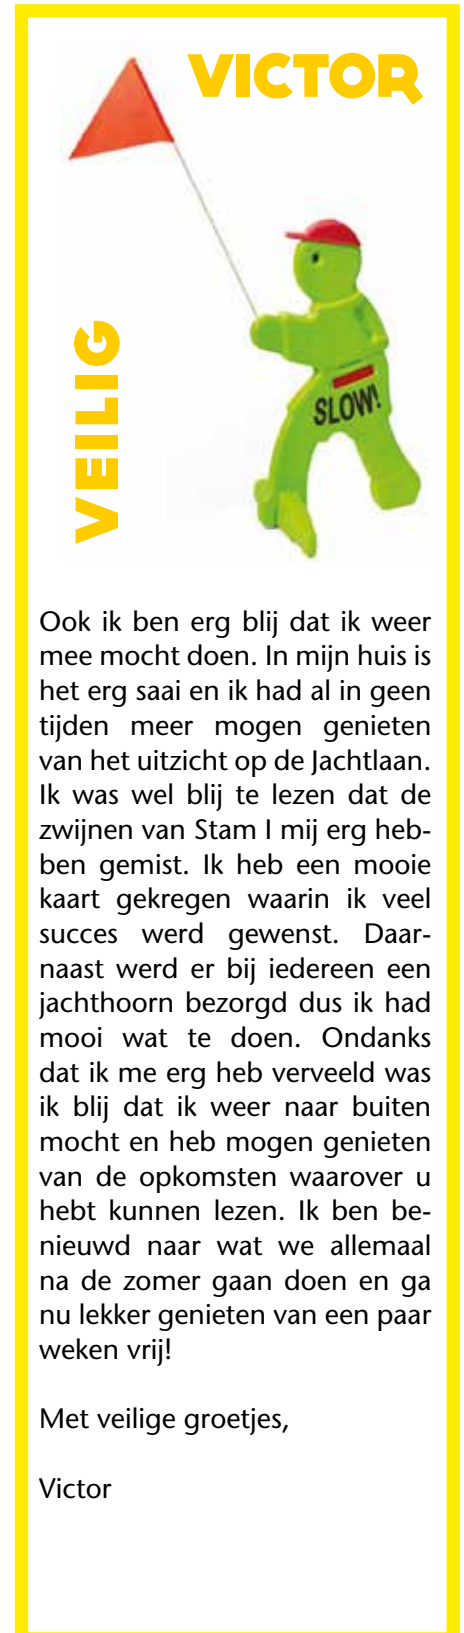 VICTOR
VEILIG
SLOW!
Ook ik ben erg blij dat ik weer
mee mocht doen. In mijn huis is
het erg saai en ik had al in geen
tijden meer mogen genieten
van het uitzicht op de Jachtlaan.
Ik was wel blij te lezen dat de
zwijnen van Stam I mij erg heb-
ben gemist. Ik heb een mooie
kaart gekregen waarin ik veel
succes werd gewenst. Daar-
naast werd er bij iedereen een
jachthoorn bezorgd dus ik had
mooi wat te doen. Ondanks
dat ik me erg heb verveeld was
ik blij dat ik weer naar buiten
mocht en heb mogen genieten
van de opkomsten waarover u
hebt kunnen lezen. Ik ben be-
nieuwd naar wat we allemaal
na de zomer gaan doen en ga
nu lekker genieten van een paar
weken vrij!
Met veilige groetjes,
Victor